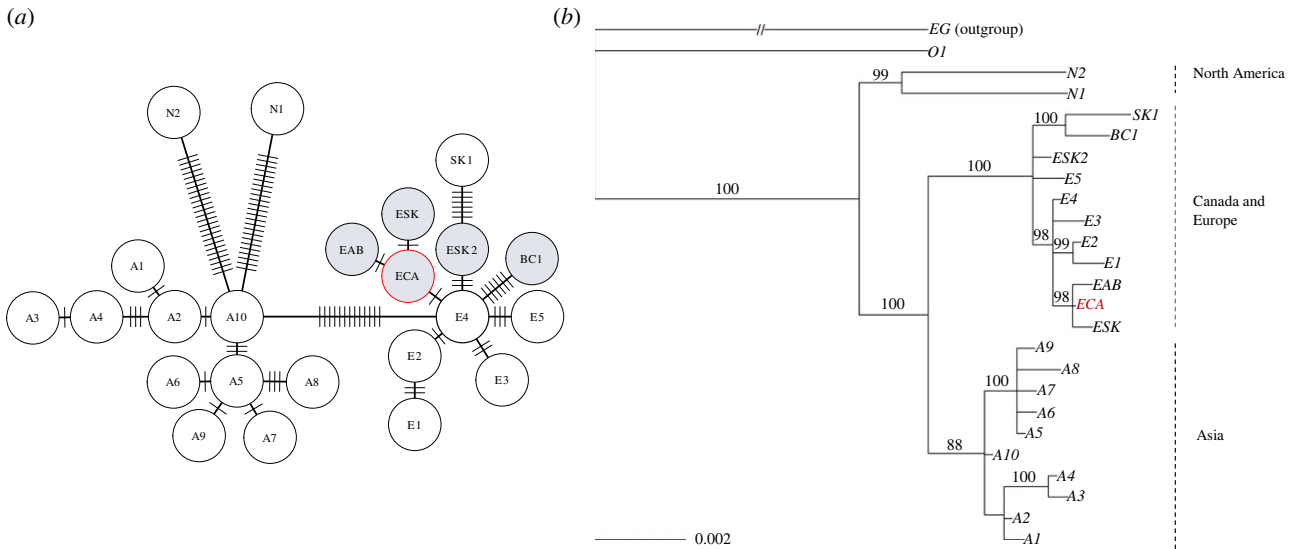 (a)
N2
N1
SK1
ESK
EAB
ESK2
BC1
ECA
A1
A3
A4
A2
A10
E4
E5
E2
E3
A6
A5
A8
A9
A7
E1
(b)
EG (outgroup)
O1
99
N2
N1
North America
100
SK1
BC1
100
ESK2
E5
100
E4
E3
98
99
E2
E1
Canada and
Europe
EAB
98
ECA
ESK
100
A9
A8
100
A7
A6
A5
Asia
88
A10
100
A4
A3
A2
A1
0.002